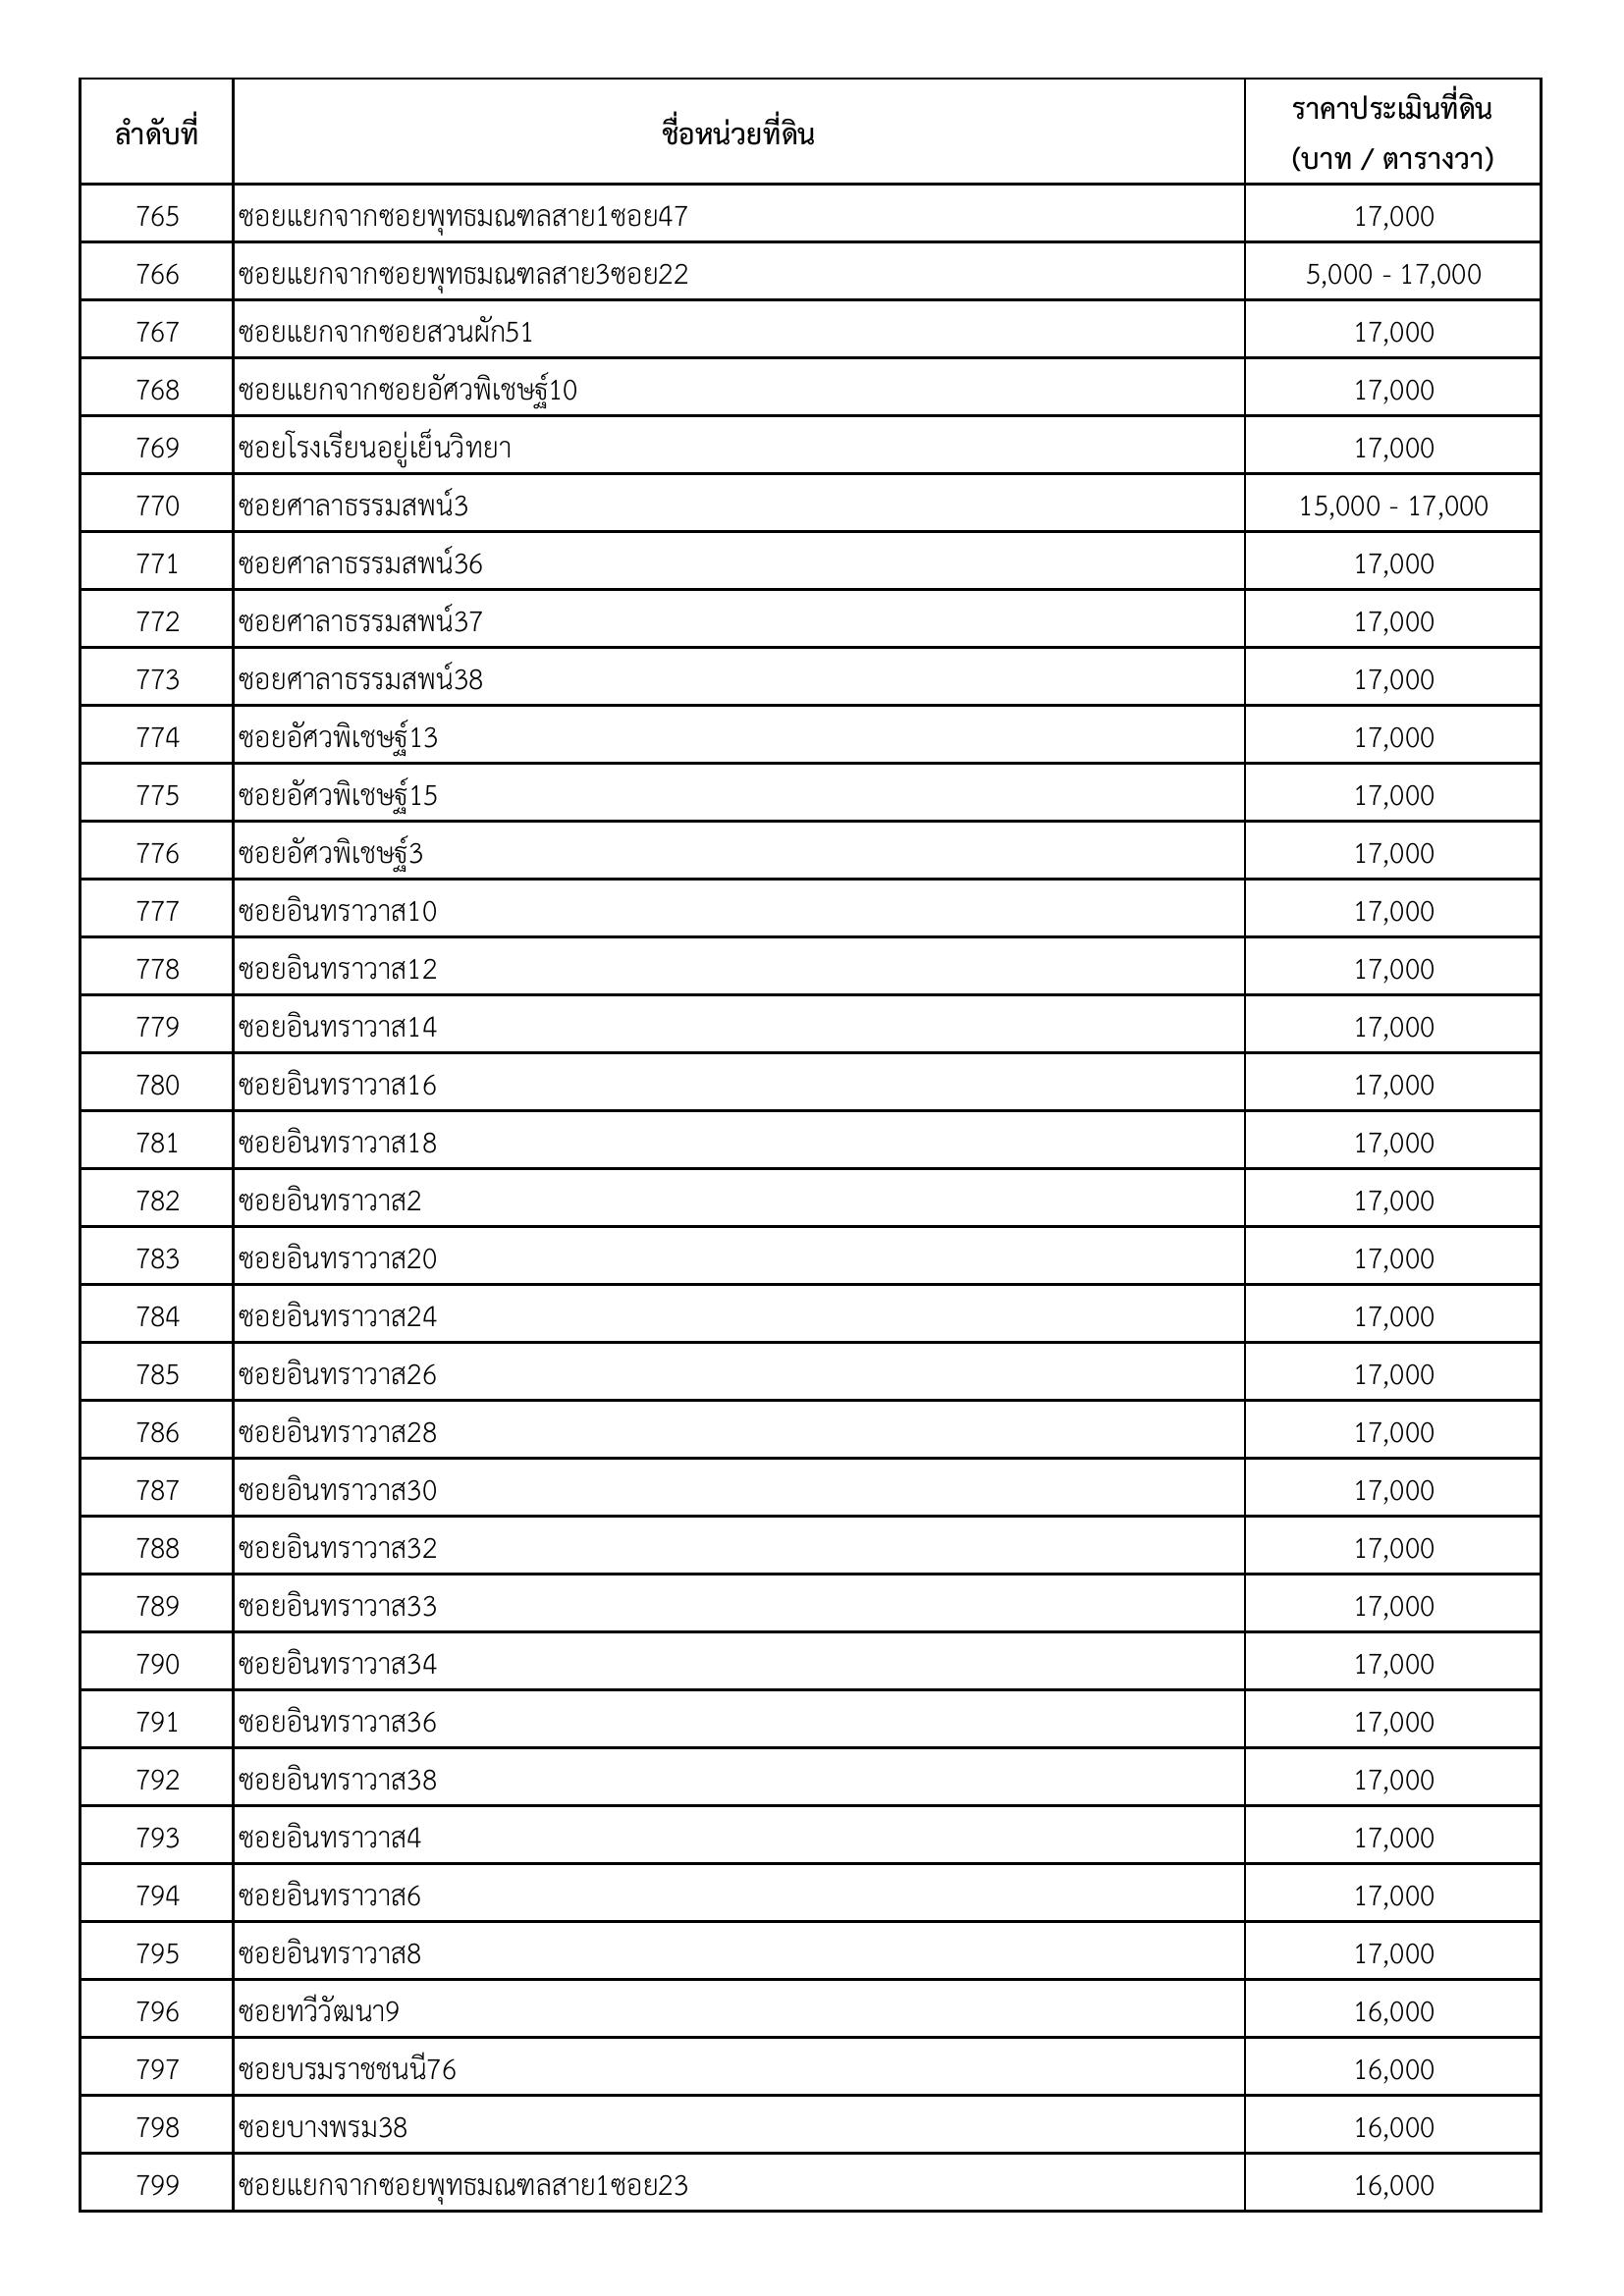 ลำดับที่ ชื่อหน่วยที่ดิน ราคาประเมินที่ดิน
(บาท / ตารางวา)
765 ซอยแยกจากซอยพุทธมณฑลสาย1ซอย47 17,000
766 ซอยแยกจากซอยพุทธมณฑลสาย3ซอย22 5,000 - 17,000
767 ซอยแยกจากซอยสวนผัก51 17,000
768 ซอยแยกจากซอยอัศวพิเชษฐ์10 17,000
769 ซอยโรงเรียนอยู่เย็นวิทยา 17,000
770 ซอยศาลาธรรมสพน์3 15,000 - 17,000
771 ซอยศาลาธรรมสพน์36 17,000
772 ซอยศาลาธรรมสพน์37 17,000
773 ซอยศาลาธรรมสพน์38 17,000
774 ซอยอัศวพิเชษฐ์13 17,000
775 ซอยอัศวพิเชษฐ์15 17,000
776 ซอยอัศวพิเชษฐ์3 17,000
777 ซอยอินทราวาส10 17,000
778 ซอยอินทราวาส12 17,000
779 ซอยอินทราวาส14 17,000
780 ซอยอินทราวาส16 17,000
781 ซอยอินทราวาส18 17,000
782 ซอยอินทราวาส2 17,000
783 ซอยอินทราวาส20 17,000
784 ซอยอินทราวาส24 17,000
785 ซอยอินทราวาส26 17,000
786 ซอยอินทราวาส28 17,000
787 ซอยอินทราวาส30 17,000
788 ซอยอินทราวาส32 17,000
789 ซอยอินทราวาส33 17,000
790 ซอยอินทราวาส34 17,000
791 ซอยอินทราวาส36 17,000
792 ซอยอินทราวาส38 17,000
793 ซอยอินทราวาส4 17,000
794 ซอยอินทราวาส6 17,000
795 ซอยอินทราวาส8 17,000
796 ซอยทวีวัฒนา9 16,000
797 ซอยบรมราชชนนี76 16,000
798 ซอยบางพรม38 16,000
799 ซอยแยกจากซอยพุทธมณฑลสาย1ซอย23 16,000